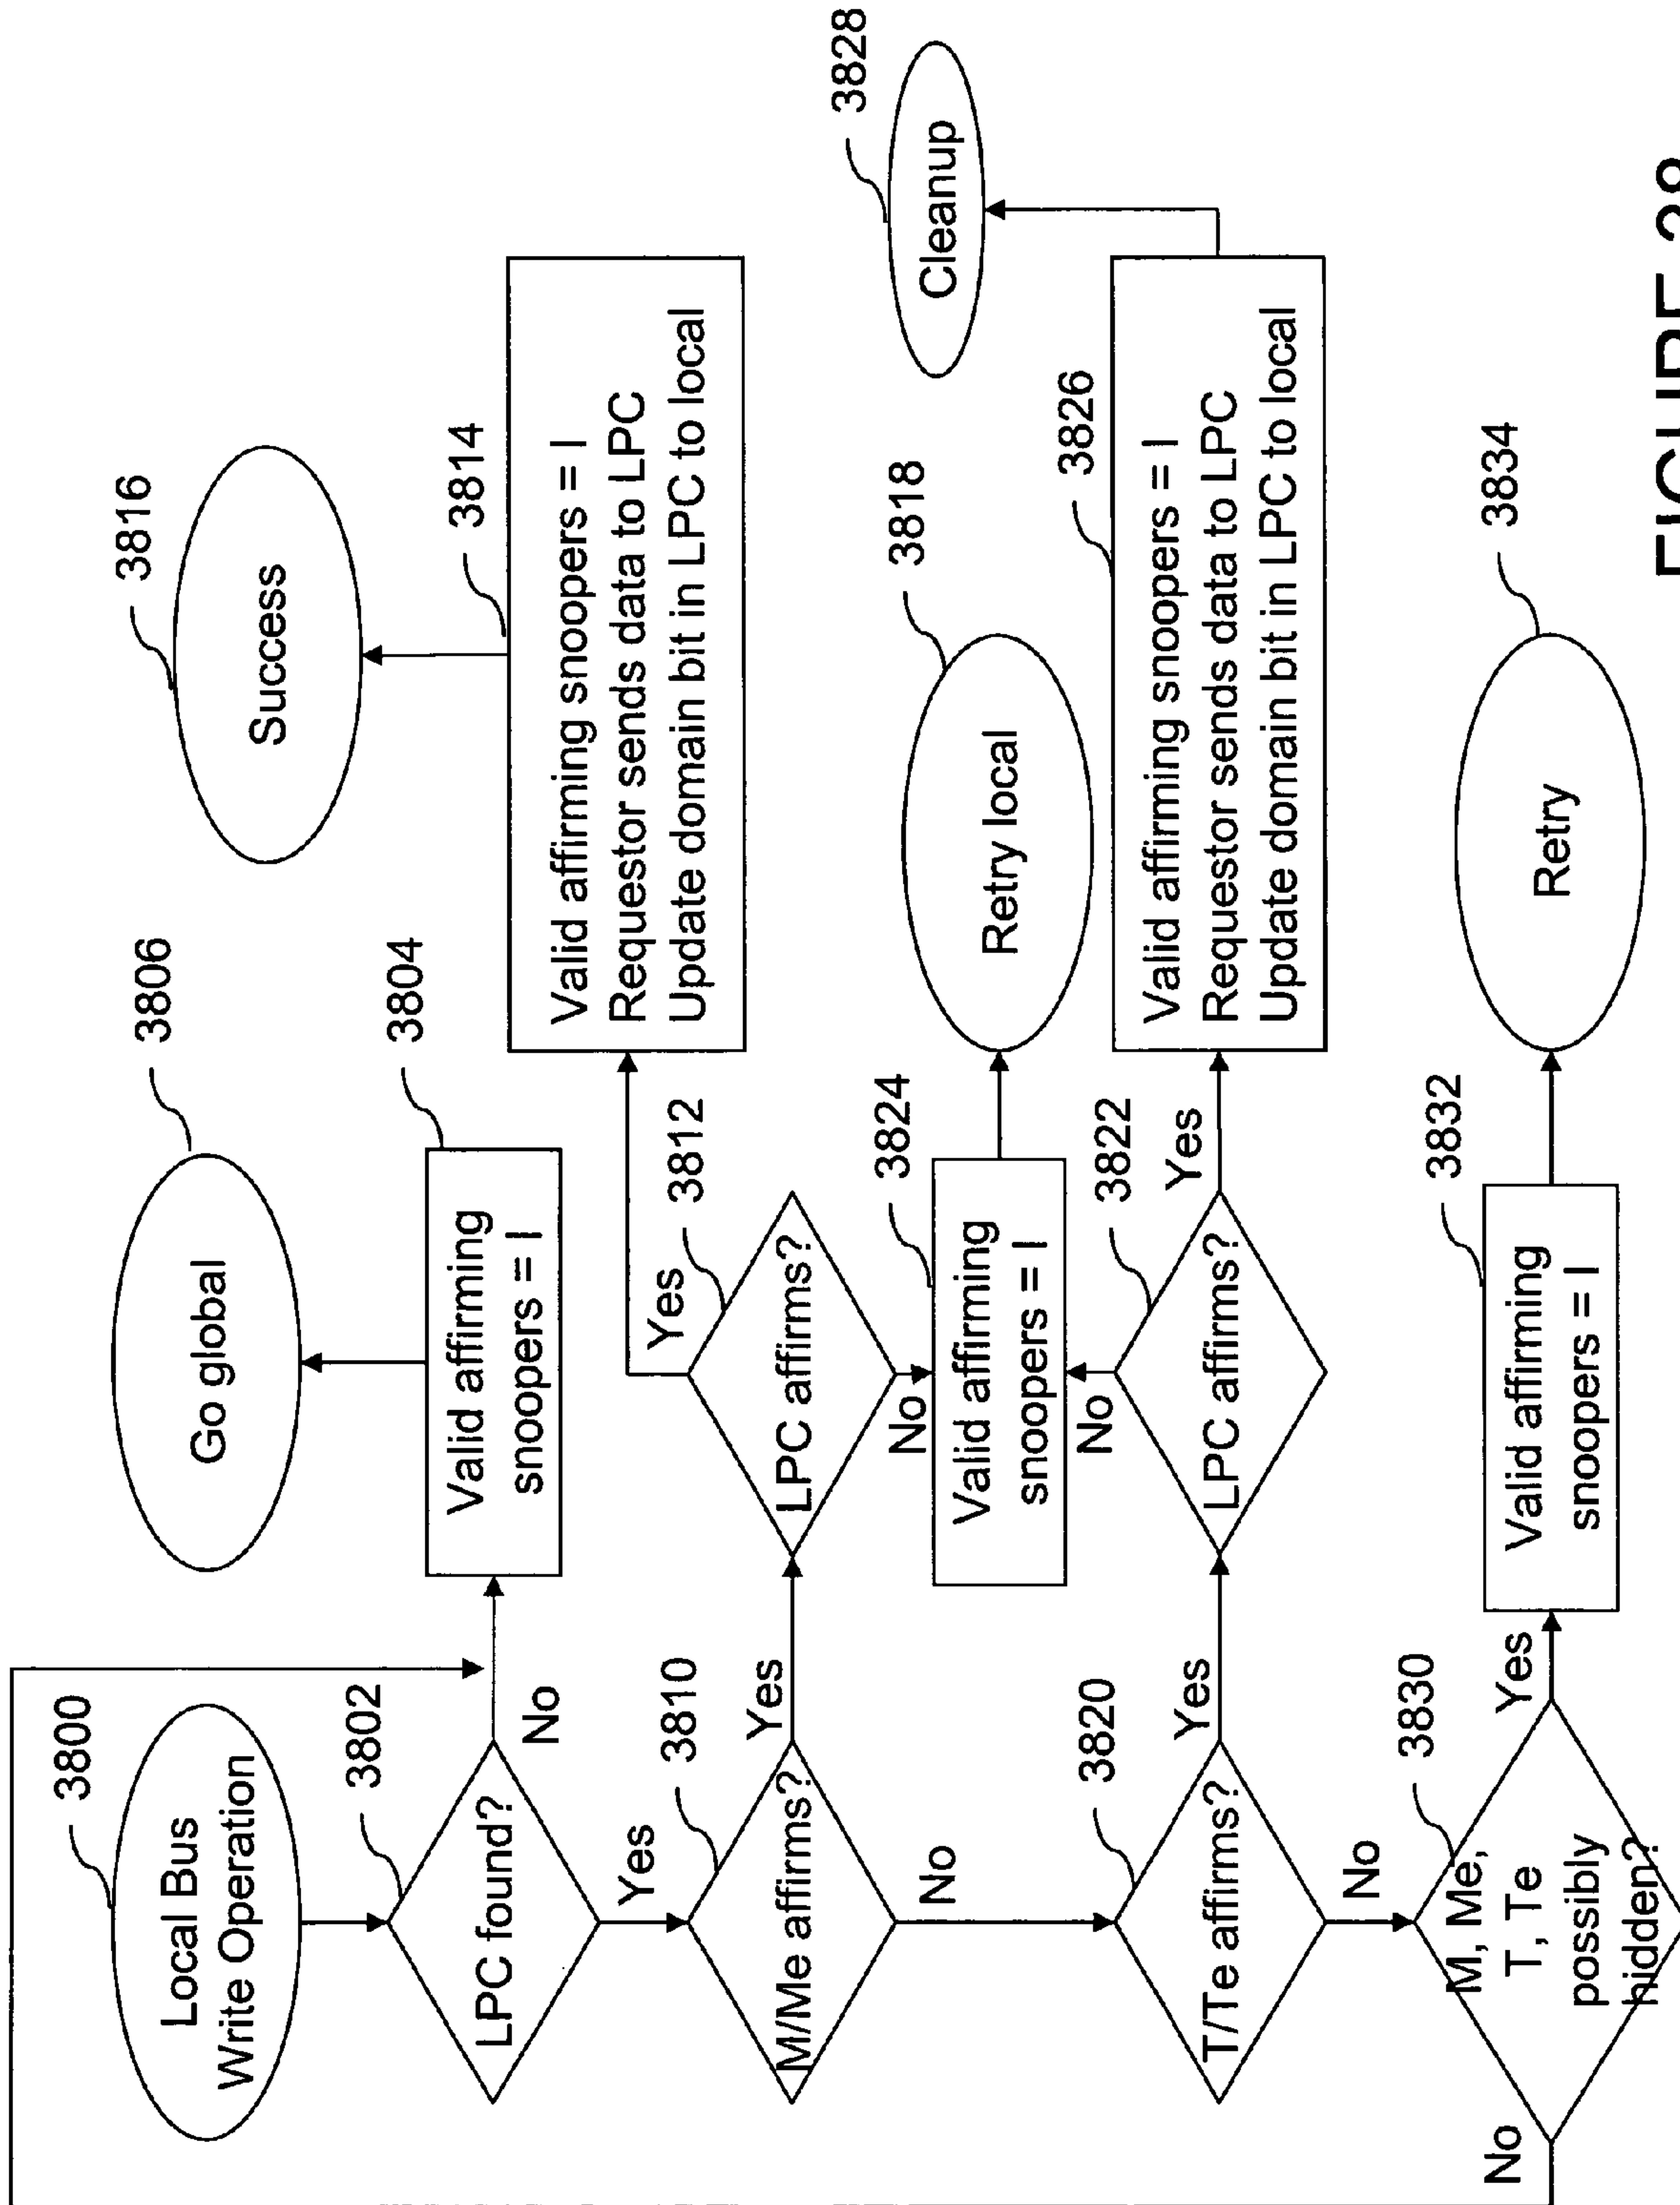 3800
Local Bus
Write Operation
3802
LPC found?
No
Yes
3804
Valid affirming
snoopers = I
3806
Go global
3810
M/Me affirms?
Yes
No
3812
LPC affirms?
Yes
No
3814
Valid affirming snoopers = I
Requestor sends data to LPC
Update domain bit in LPC to local
3816
Success
3824
Valid affirming
snoopers = I
3818
Retry local
3820
T/Te affirms?
Yes
No
3822
LPC affirms?
Yes
No
3826
Valid affirming snoopers = I
Requestor sends data to LPC
Update domain bit in LPC to local
3828
Cleanup
3830
M, Me,
T, Te
possibly
hidden?
Yes
No
3832
Valid affirming
snoopers = I
3834
Retry